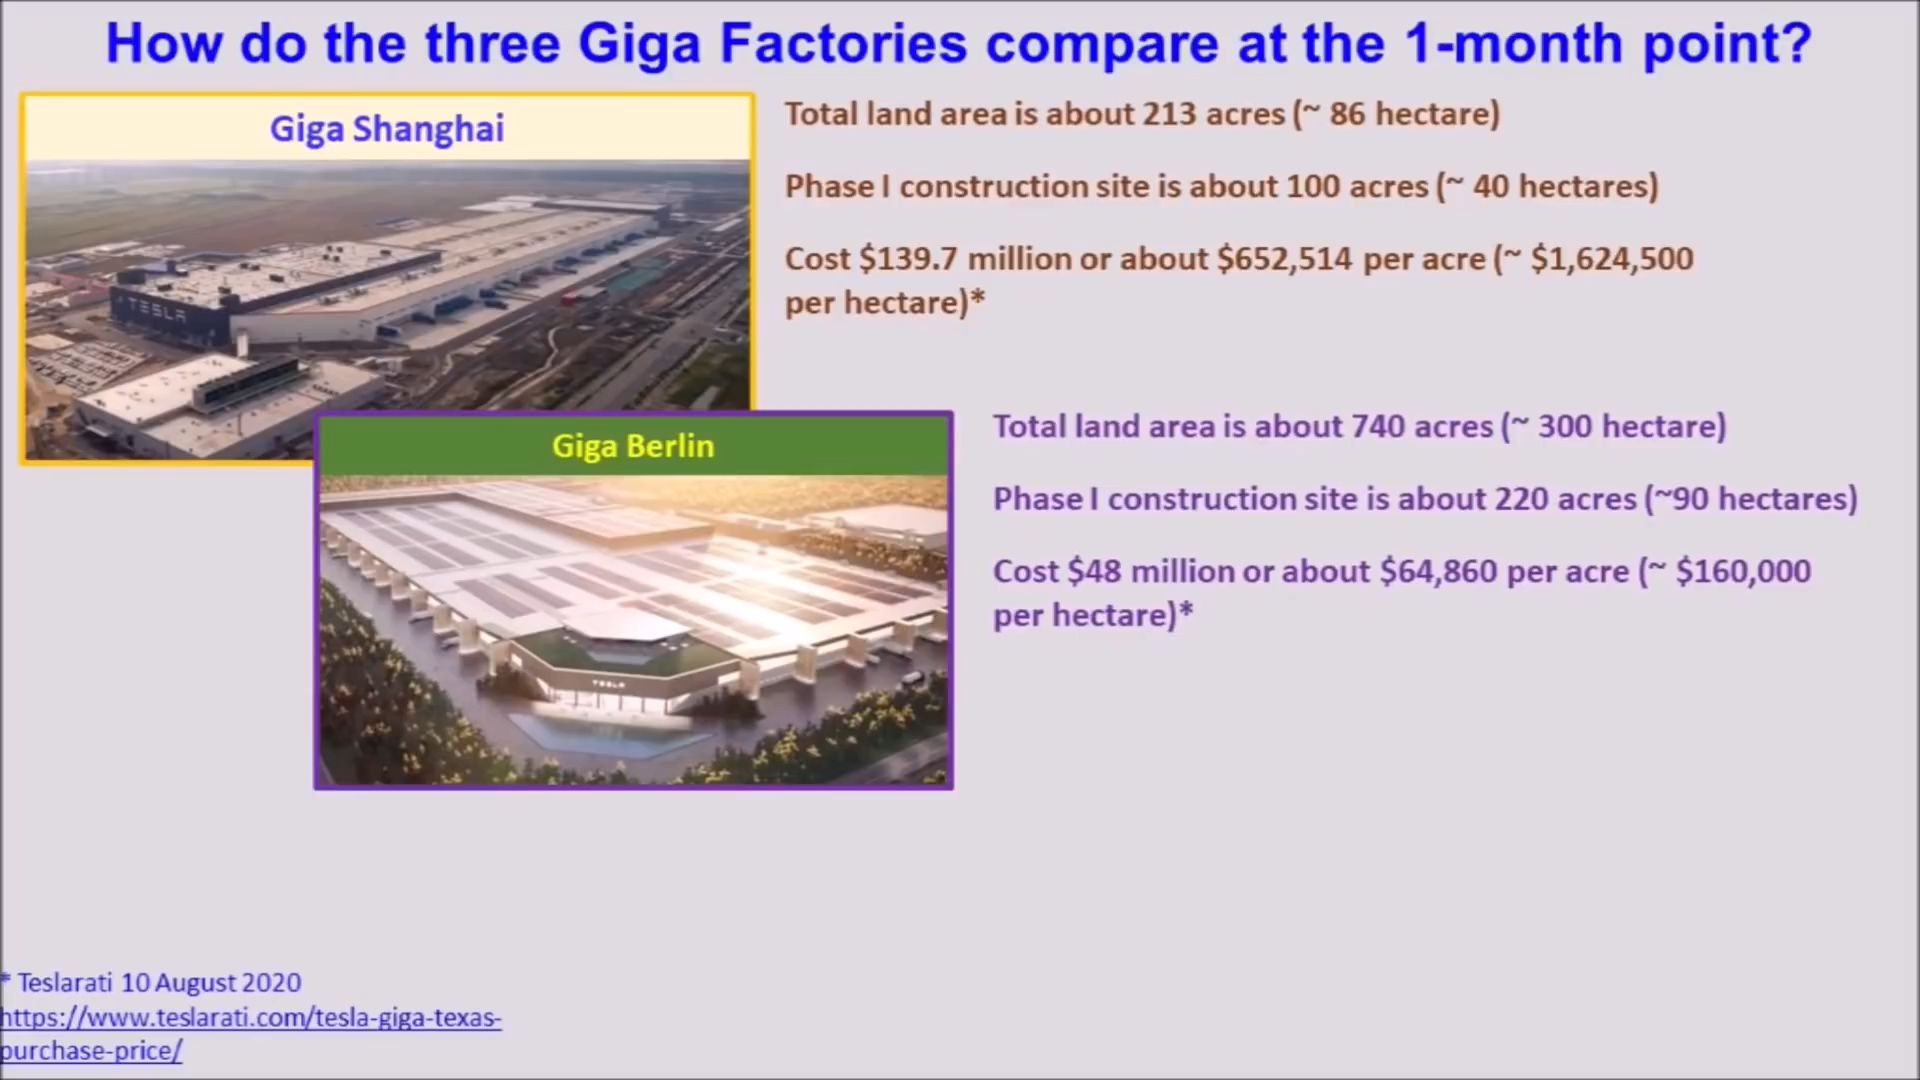 How do the three Giga Factories compare at the 1-month point?
Giga Shanghai
TESLA
Total land area is about 213 acres (~ 86 hectare)
Phase I construction site is about 100 acres (~ 40 hectares)
Cost $139.7 million or about $652,514 per acre (~ $1,624,500
per hectare)*
Giga Berlin
TESLA
Total land area is about 740 acres (~ 300 hectare)
Phase I construction site is about 220 acres (~90 hectares)
Cost $48 million or about $64,860 per acre (~ $160,000
per hectare)*
* Teslarati 10 August 2020
https://www.teslarati.com/tesla-giga-texas-
purchase-price/